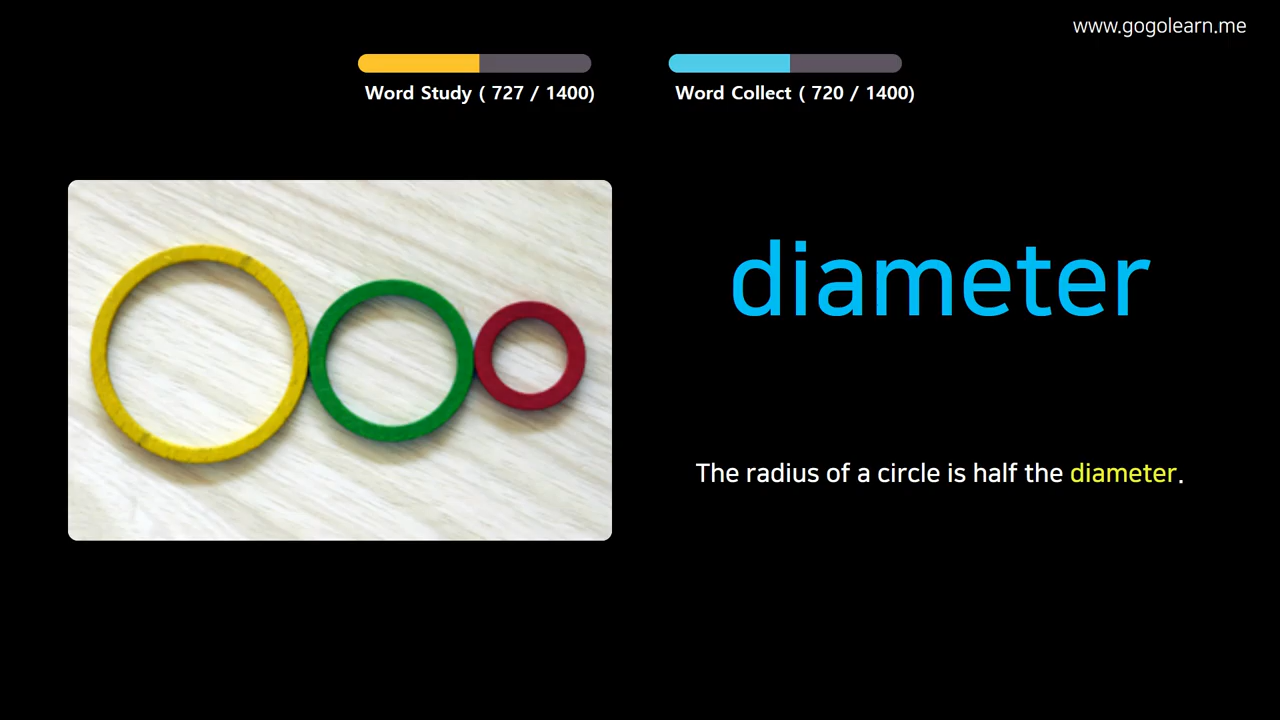 www.gogolearn.me
Word Study ( 727 / 1400)
Word Collect ( 720 / 1400)
diameter
The radius of a circle is half the diameter.